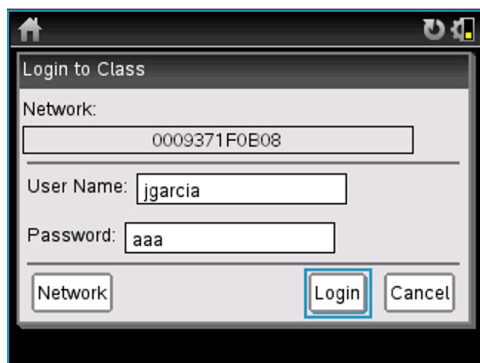 Login to Class
Network:
0009371F0B08
User Name: jgarcia
Password: aaa
Network Login Cancel